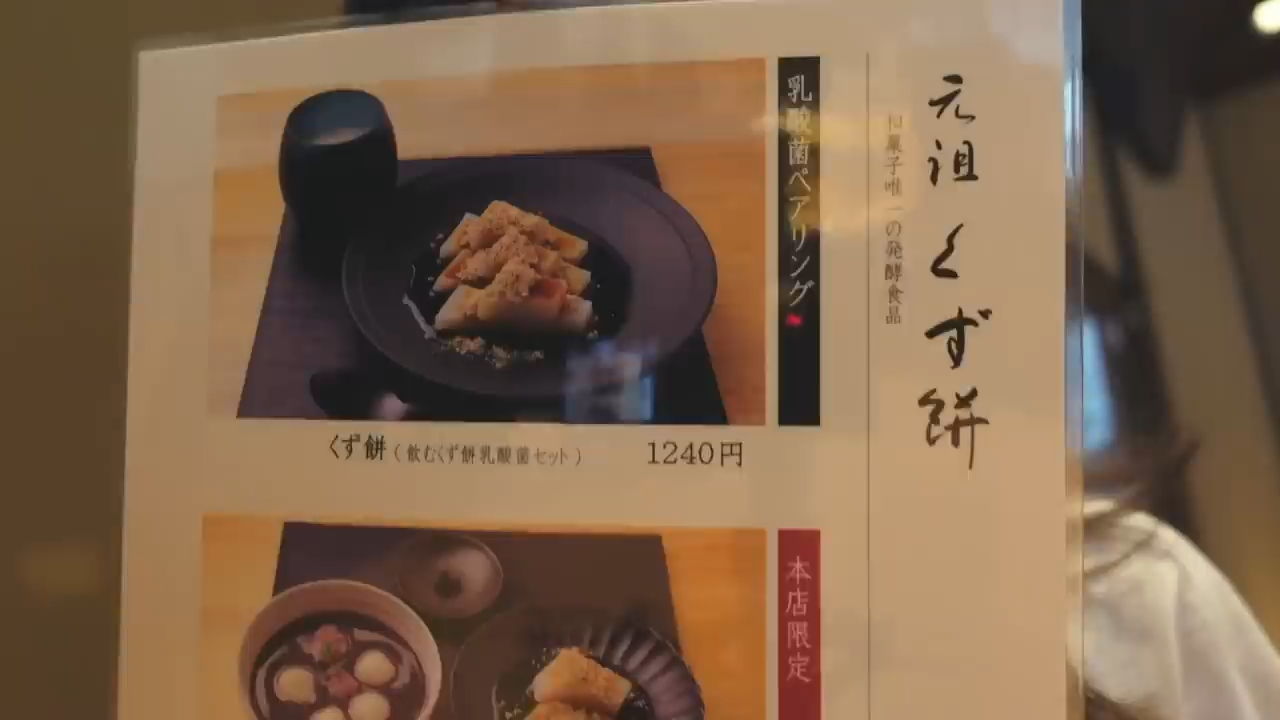 元祖くず餅
和菓子唯一の発酵食品
乳酸菌ペアリング
くず餅（飲むくず餅乳酸菌セット）
1240円
本店限定